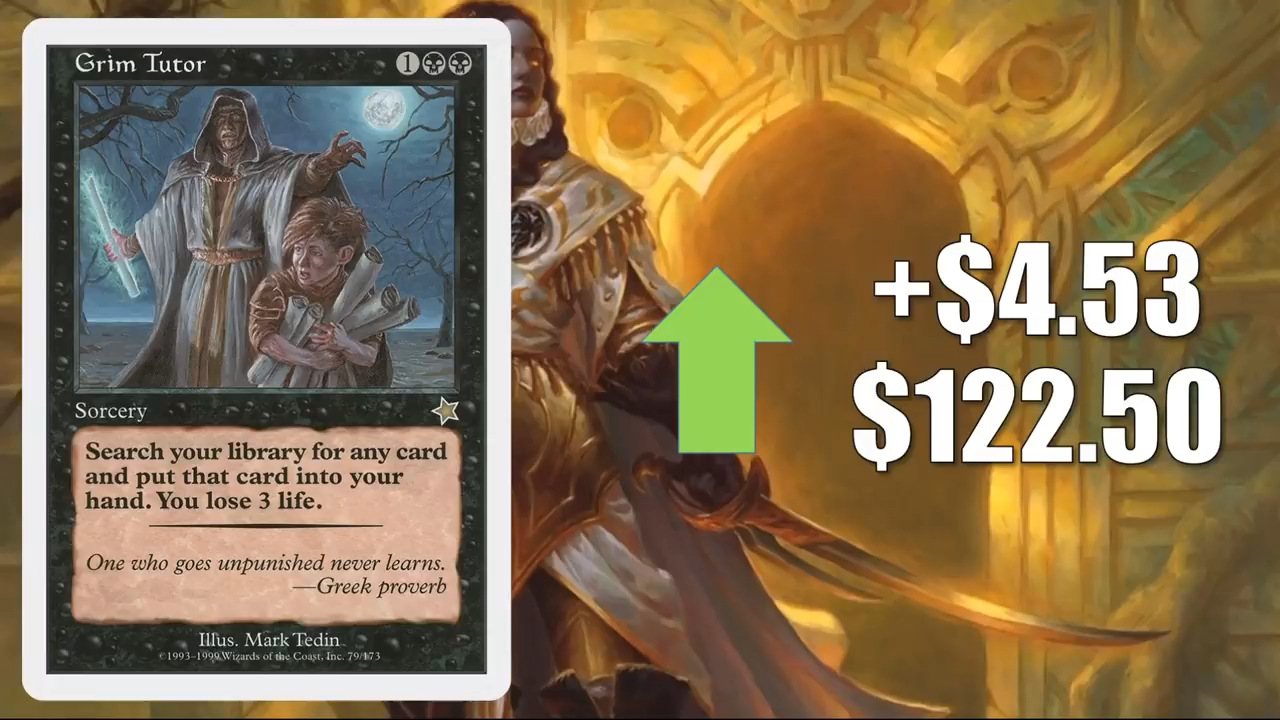 Grim Tutor 1
Sorcery
Search your library for any card
and put that card into your
hand. You lose 3 life.
One who goes unpunished never learns.
—Greek proverb
Illus. Mark Tedin
©1993–1999 Wizards of the Coast, Inc. 79/173
+$4.53
$122.50